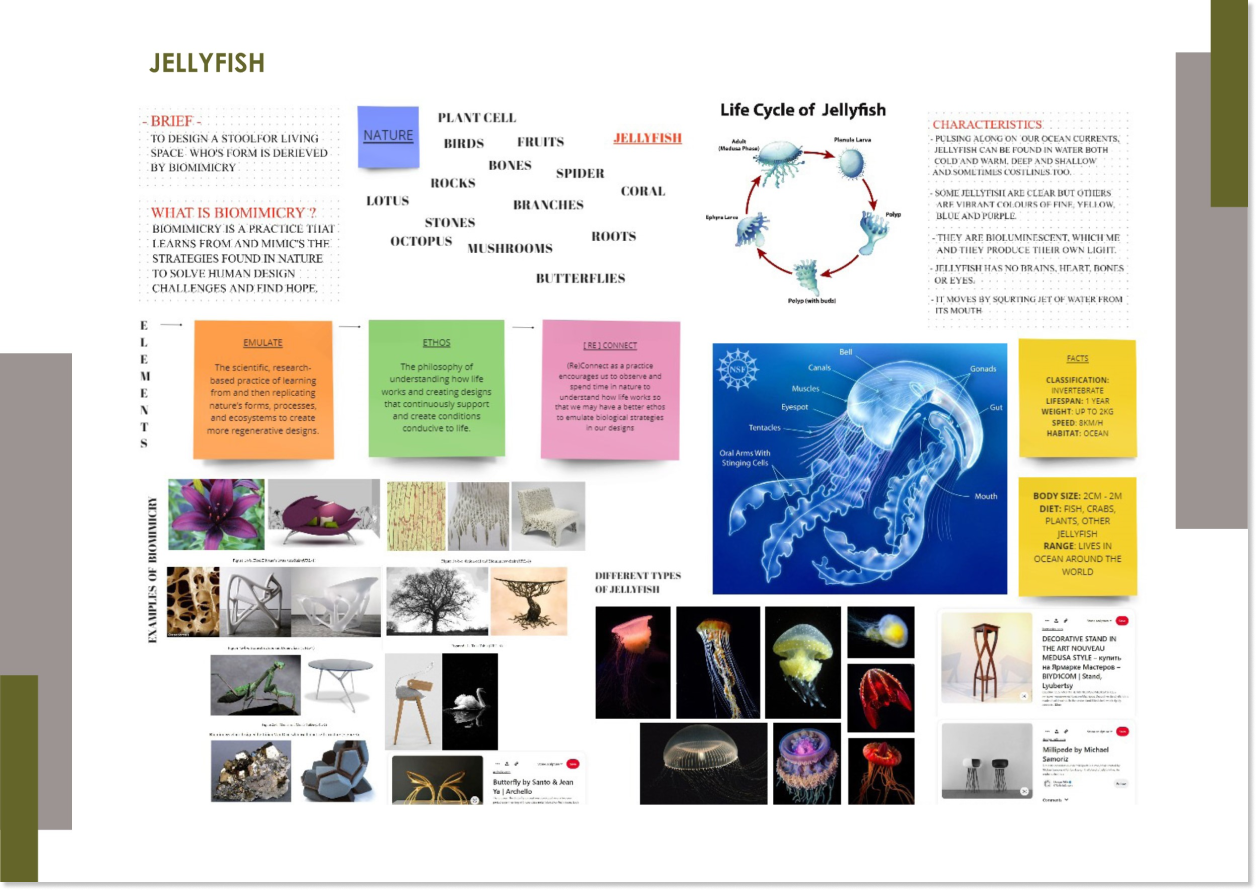 JELLYFISH
- BRIEF -
TO DESIGN A STOOLFOR LIVING
SPACE WHO'S FORM IS DERIEVED
BY BIOMIMICRY
WHAT IS BIOMIMICRY ?
BIOMIMICRY IS A PRACTICE THAT
LEARNS FROM AND MIMIC'S THE
STRATEGIES FOUND IN NATURE
TO SOLVE HUMAN DESIGN
CHALLENGES AND FIND HOPE.
NATURE
PLANT CELL
BIRDS
FRUITS
JELLYFISH
BONES
SPIDER
ROCKS
CORAL
LOTUS
BRANCHES
STONES
OCTOPUS
MUSHROOMS
ROOTS
BUTTERFLIES
Life Cycle of Jellyfish
Adult
(Medusa Phase)
Planula Larva
Polyp
Polyp (with buds)
Ephyra Larva
CHARACTERISTICS
- PULSING ALONG ON OUR OCEAN CURRENTS,
JELLYFISH CAN BE FOUND IN WATER BOTH
COLD AND WARM, DEEP AND SHALLOW
AND SOMETIMES COSTLINES TOO.
- SOME JELLYFISH ARE CLEAR BUT OTHERS
ARE VIBRANT COLOURS OF FINE, YELLOW,
BLUE AND PURPLE.
- THEY ARE BIOLUMINESCENT, WHICH ME
AND THEY PRODUCE THEIR OWN LIGHT.
- JELLYFISH HAS NO BRAINS, HEART, BONES
OR EYES.
- IT MOVES BY SQURTING JET OF WATER FROM
ITS MOUTH
ELEMENTS
EMULATE
The scientific, research-
based practice of learning
from and then replicating
nature's forms, processes,
and ecosystems to create
more regenerative designs.
ETHOS
The philosophy of
understanding how life
works and creating designs
that continuously support
and create conditions
conducive to life.
[ RE ] CONNECT
(Re)Connect as a practice
encourages us to observe and
spend time in nature to
understand how life works so
that we may have a better ethos
to emulate biological strategies
in our designs
NSF
Bell
Canals
Muscles
Eyespot
Tentacles
Oral Arms With
Stinging Cells
Gonads
Gut
Mouth
FACTS
CLASSIFICATION:
INVERTEBRATE
LIFESPAN: 1 YEAR
WEIGHT: UP TO 2KG
SPEED: 8KM/H
HABITAT: OCEAN
BODY SIZE: 2CM - 2M
DIET: FISH, CRABS,
PLANTS, OTHER
JELLYFISH
RANGE: LIVES IN
OCEAN AROUND THE
WORLD
EXAMPLES OF BIOMIMICRY
Butterfly by Santo & Jean
Ya | Archello
DIFFERENT TYPES
OF JELLYFISH
DECORATIVE STAND IN
THE ART NOUVEAU
MEDUSA STYLE – купить
на Ярмарке Мастеров –
BIYD1COM | Stand,
Lyubertsy
Millipede by Michael
Samoriz
Comments